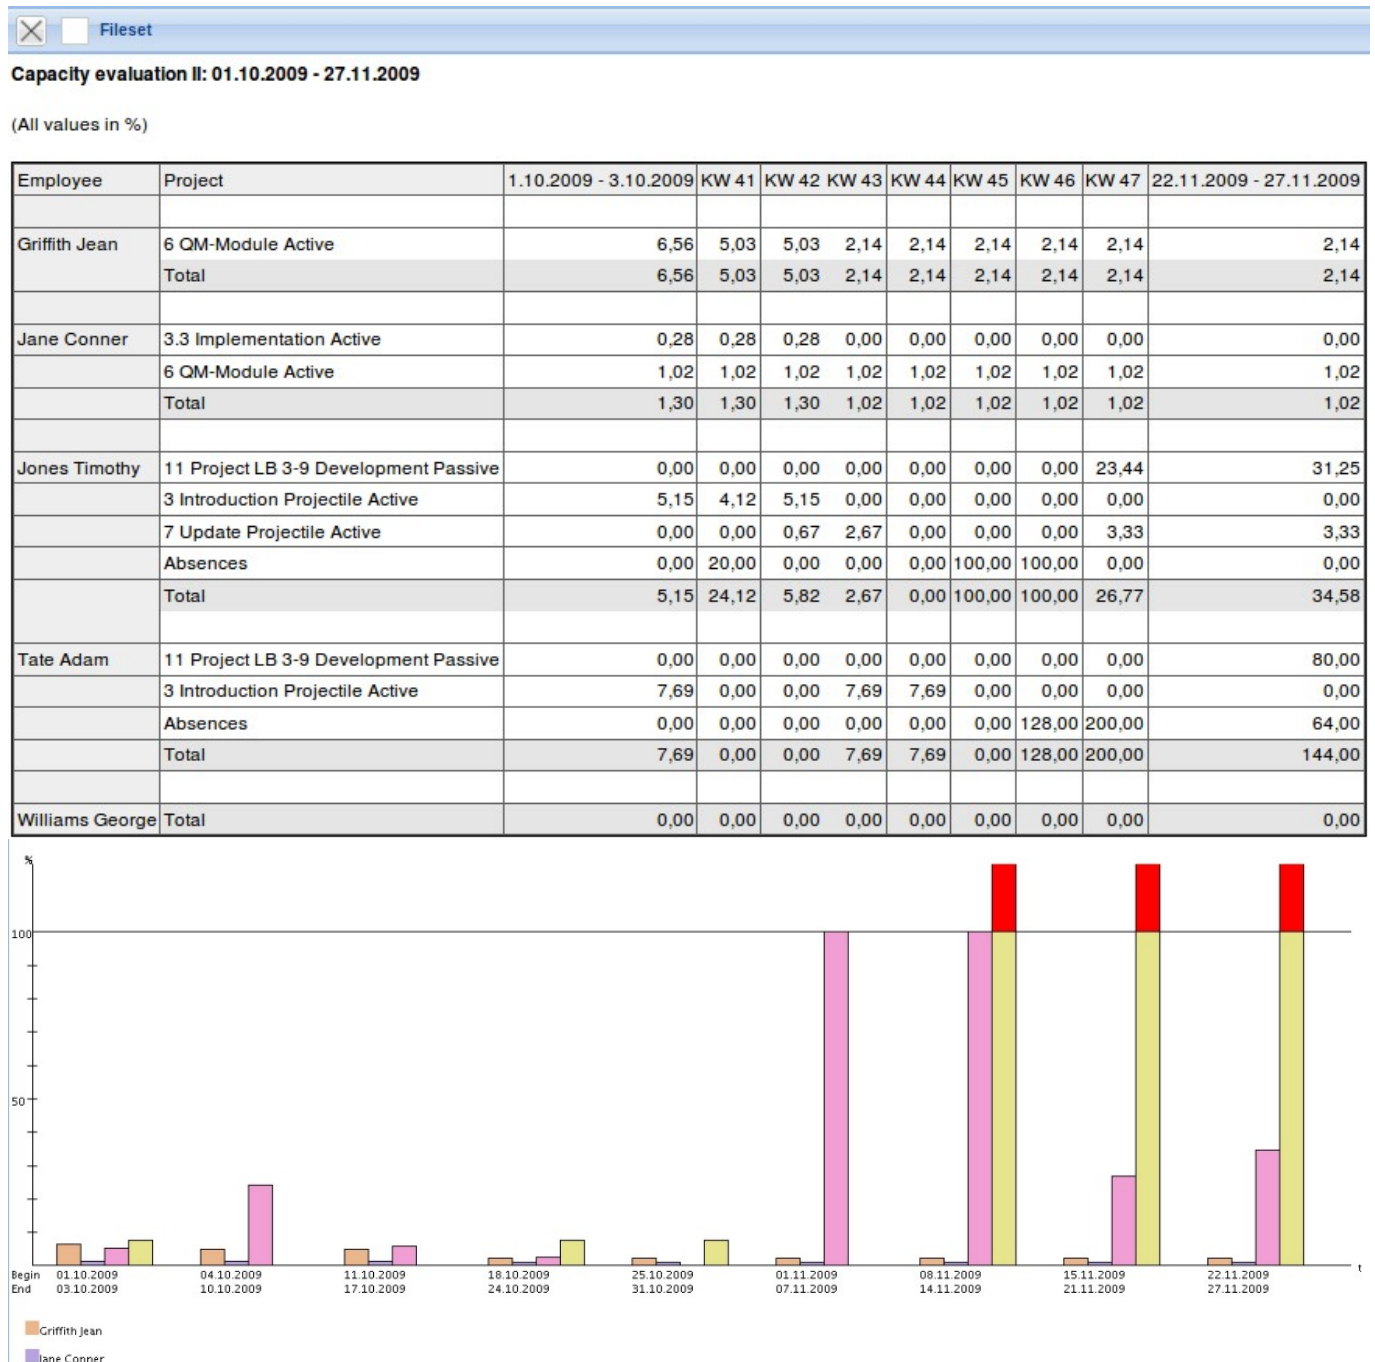 Fileset
Capacity evaluation II: 01.10.2009 - 27.11.2009
(All values in %)
Employee Project 1.10.2009 - 3.10.2009 KW 41 KW 42 KW 43 KW 44 KW 45 KW 46 KW 47 22.11.2009 - 27.11.2009
Griffith Jean 6 QM-Module Active 6,56 5,03 5,03 2,14 2,14 2,14 2,14 2,14 2,14
Total 6,56 5,03 5,03 2,14 2,14 2,14 2,14 2,14 2,14
Jane Conner 3.3 Implementation Active 0,28 0,28 0,28 0,00 0,00 0,00 0,00 0,00 0,00
6 QM-Module Active 1,02 1,02 1,02 1,02 1,02 1,02 1,02 1,02 1,02
Total 1,30 1,30 1,30 1,02 1,02 1,02 1,02 1,02 1,02
Jones Timothy 11 Project LB 3-9 Development Passive 0,00 0,00 0,00 0,00 0,00 0,00 0,00 23,44 31,25
3 Introduction Projectile Active 5,15 4,12 5,15 0,00 0,00 0,00 0,00 0,00 0,00
7 Update Projectile Active 0,00 0,00 0,67 2,67 0,00 0,00 0,00 3,33 3,33
Absences 0,00 20,00 0,00 0,00 0,00 100,00 100,00 0,00 0,00
Total 5,15 24,12 5,82 2,67 0,00 100,00 100,00 26,77 34,58
Tate Adam 11 Project LB 3-9 Development Passive 0,00 0,00 0,00 0,00 0,00 0,00 0,00 0,00 80,00
3 Introduction Projectile Active 7,69 0,00 0,00 7,69 7,69 0,00 0,00 0,00 0,00
Absences 0,00 0,00 0,00 0,00 0,00 0,00 128,00 200,00 64,00
Total 7,69 0,00 0,00 7,69 7,69 0,00 128,00 200,00 144,00
Williams George Total 0,00 0,00 0,00 0,00 0,00 0,00 0,00 0,00 0,00
%
100
50
t
Begin 01.10.2009 04.10.2009 11.10.2009 18.10.2009 25.10.2009 01.11.2009 08.11.2009 15.11.2009 22.11.2009
End 03.10.2009 10.10.2009 17.10.2009 24.10.2009 31.10.2009 07.11.2009 14.11.2009 21.11.2009 27.11.2009
Griffith Jean
Jane Conner